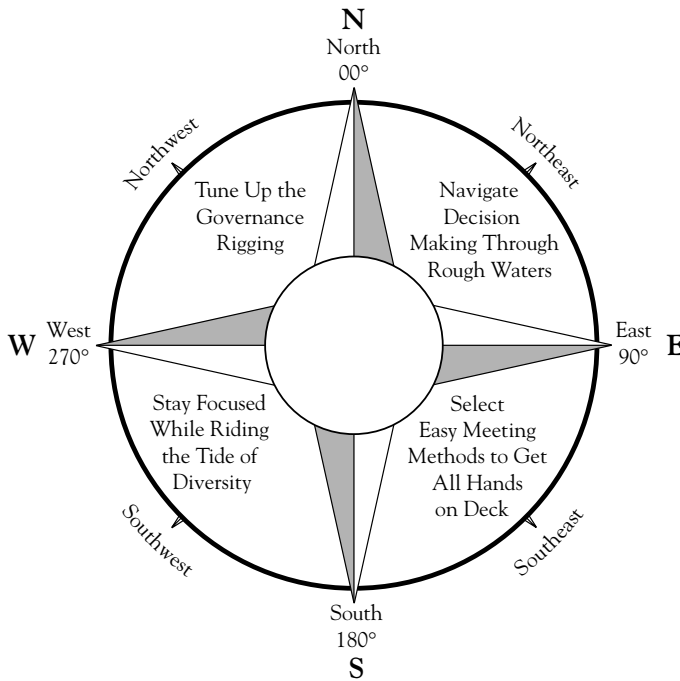 N
North
00°
Northwest
Northeast
Tune Up the
Governance
Rigging
Navigate
Decision
Making Through
Rough Waters
W
West
270°
East
90°
E
Stay Focused
While Riding
the Tide of
Diversity
Select
Easy Meeting
Methods to Get
All Hands
on Deck
Southwest
Southeast
South
180°
S